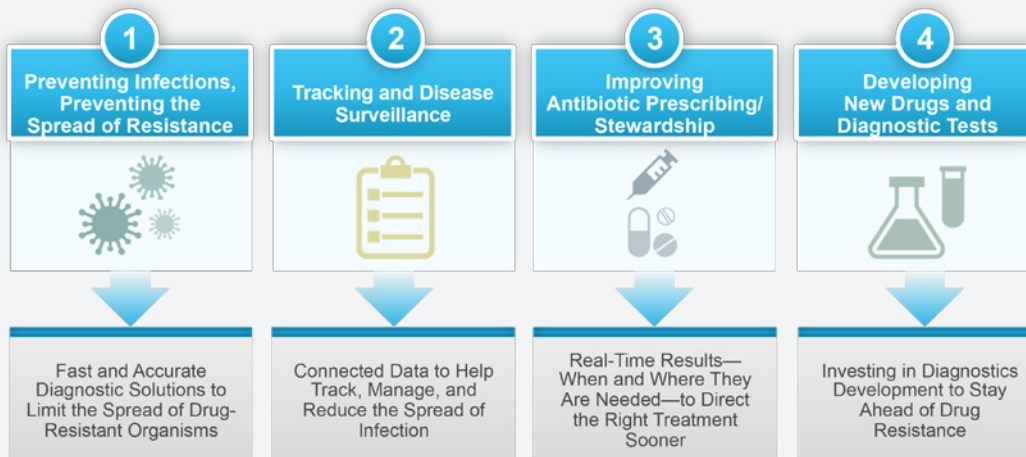 1
Preventing Infections,
Preventing the
Spread of Resistance
Fast and Accurate
Diagnostic Solutions to
Limit the Spread of Drug-
Resistant Organisms
2
Tracking and Disease
Surveillance
Connected Data to Help
Track, Manage, and
Reduce the Spread of
Infection
3
Improving
Antibiotic Prescribing/
Stewardship
Real-Time Results—
When and Where They
Are Needed—to Direct
the Right Treatment
Sooner
4
Developing
New Drugs and
Diagnostic Tests
Investing in Diagnostics
Development to Stay
Ahead of Drug
Resistance